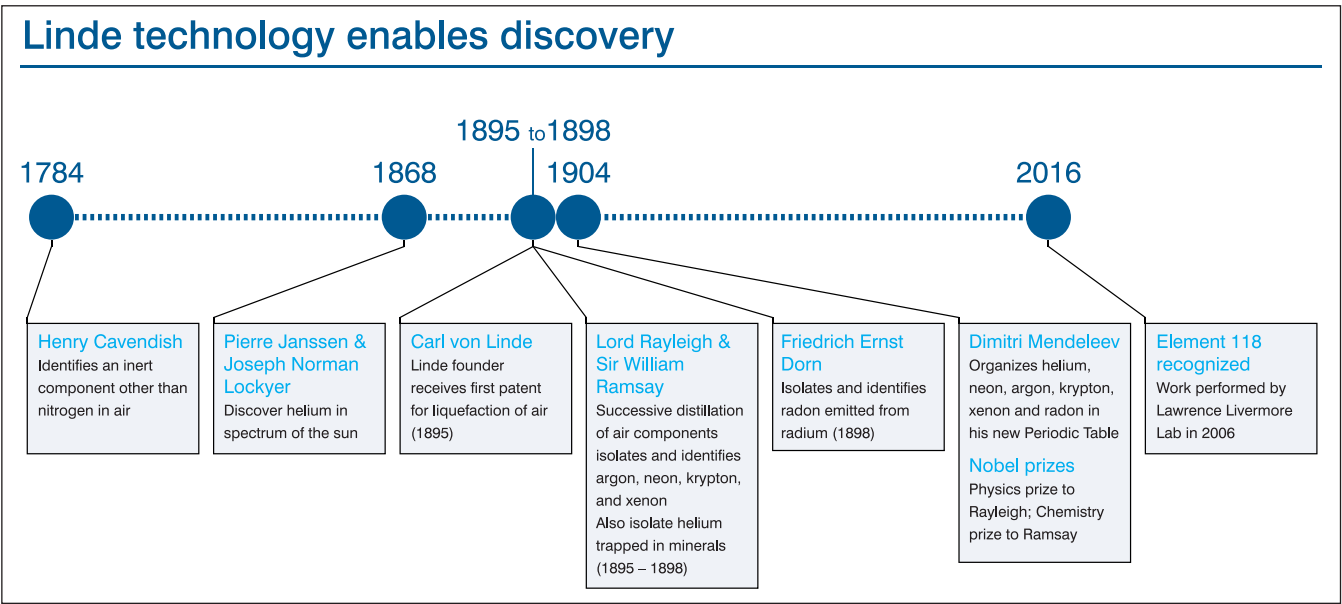 Linde technology enables discovery
1895 to 1898
1784
1868
1904
2016
Henry Cavendish
Identifies an inert
component other than
nitrogen in air
Pierre Janssen &
Joseph Norman
Lockyer
Discover helium in
spectrum of the sun
Carl von Linde
Linde founder
receives first patent
for liquefaction of air
(1895)
Lord Rayleigh &
Sir William
Ramsay
Successive distillation
of air components
isolates and identifies
argon, neon, krypton,
and xenon
Also isolate helium
trapped in minerals
(1895 – 1898)
Friedrich Ernst
Dorn
Isolates and identifies
radon emitted from
radium (1898)
Dimitri Mendeleev
Organizes helium,
neon, argon, krypton,
xenon and radon in
his new Periodic Table
Nobel prizes
Physics prize to
Rayleigh; Chemistry
prize to Ramsay
Element 118
recognized
Work performed by
Lawrence Livermore
Lab in 2006